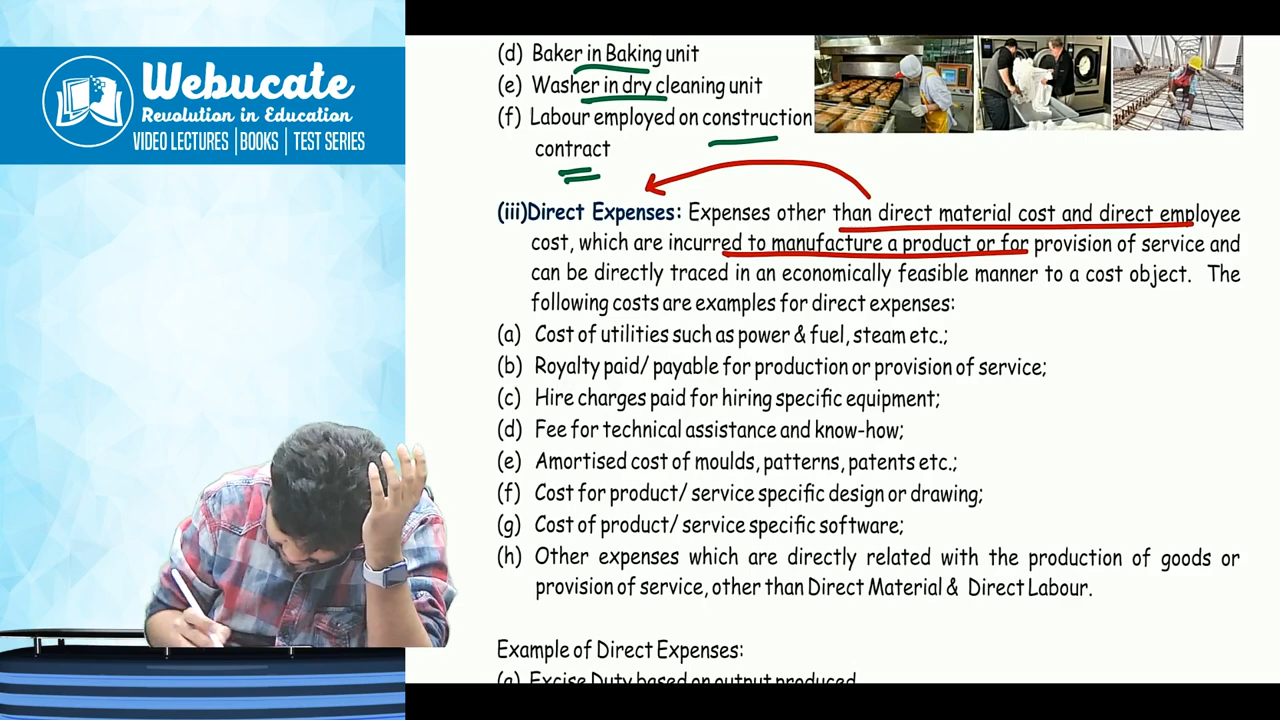 Webucate
Revolution in Education
VIDEO LECTURES | BOOKS | TEST SERIES
(d) Baker in Baking unit
(e) Washer in dry cleaning unit
(f) Labour employed on construction
contract
(iii)Direct Expenses: Expenses other than direct material cost and direct employee
cost, which are incurred to manufacture a product or for provision of service and
can be directly traced in an economically feasible manner to a cost object. The
following costs are examples for direct expenses:
(a) Cost of utilities such as power & fuel, steam etc.;
(b) Royalty paid/ payable for production or provision of service;
(c) Hire charges paid for hiring specific equipment;
(d) Fee for technical assistance and know-how;
(e) Amortised cost of moulds, patterns, patents etc.;
(f) Cost for product/ service specific design or drawing;
(g) Cost of product/ service specific software;
(h) Other expenses which are directly related with the production of goods or
provision of service, other than Direct Material & Direct Labour.
Example of Direct Expenses:
(a) Excise Duty based on output produced